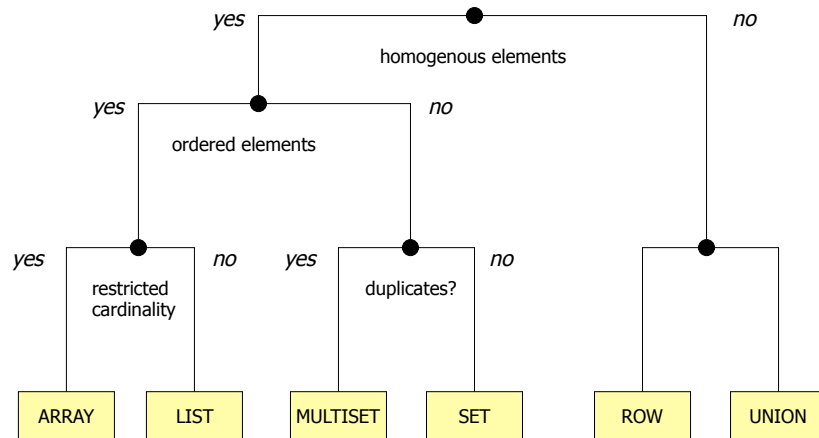 yes
no
homogenous elements
yes
no
ordered elements
yes
no
yes
no
restricted
cardinality
duplicates?
ARRAY
LIST
MULTISET
SET
ROW
UNION